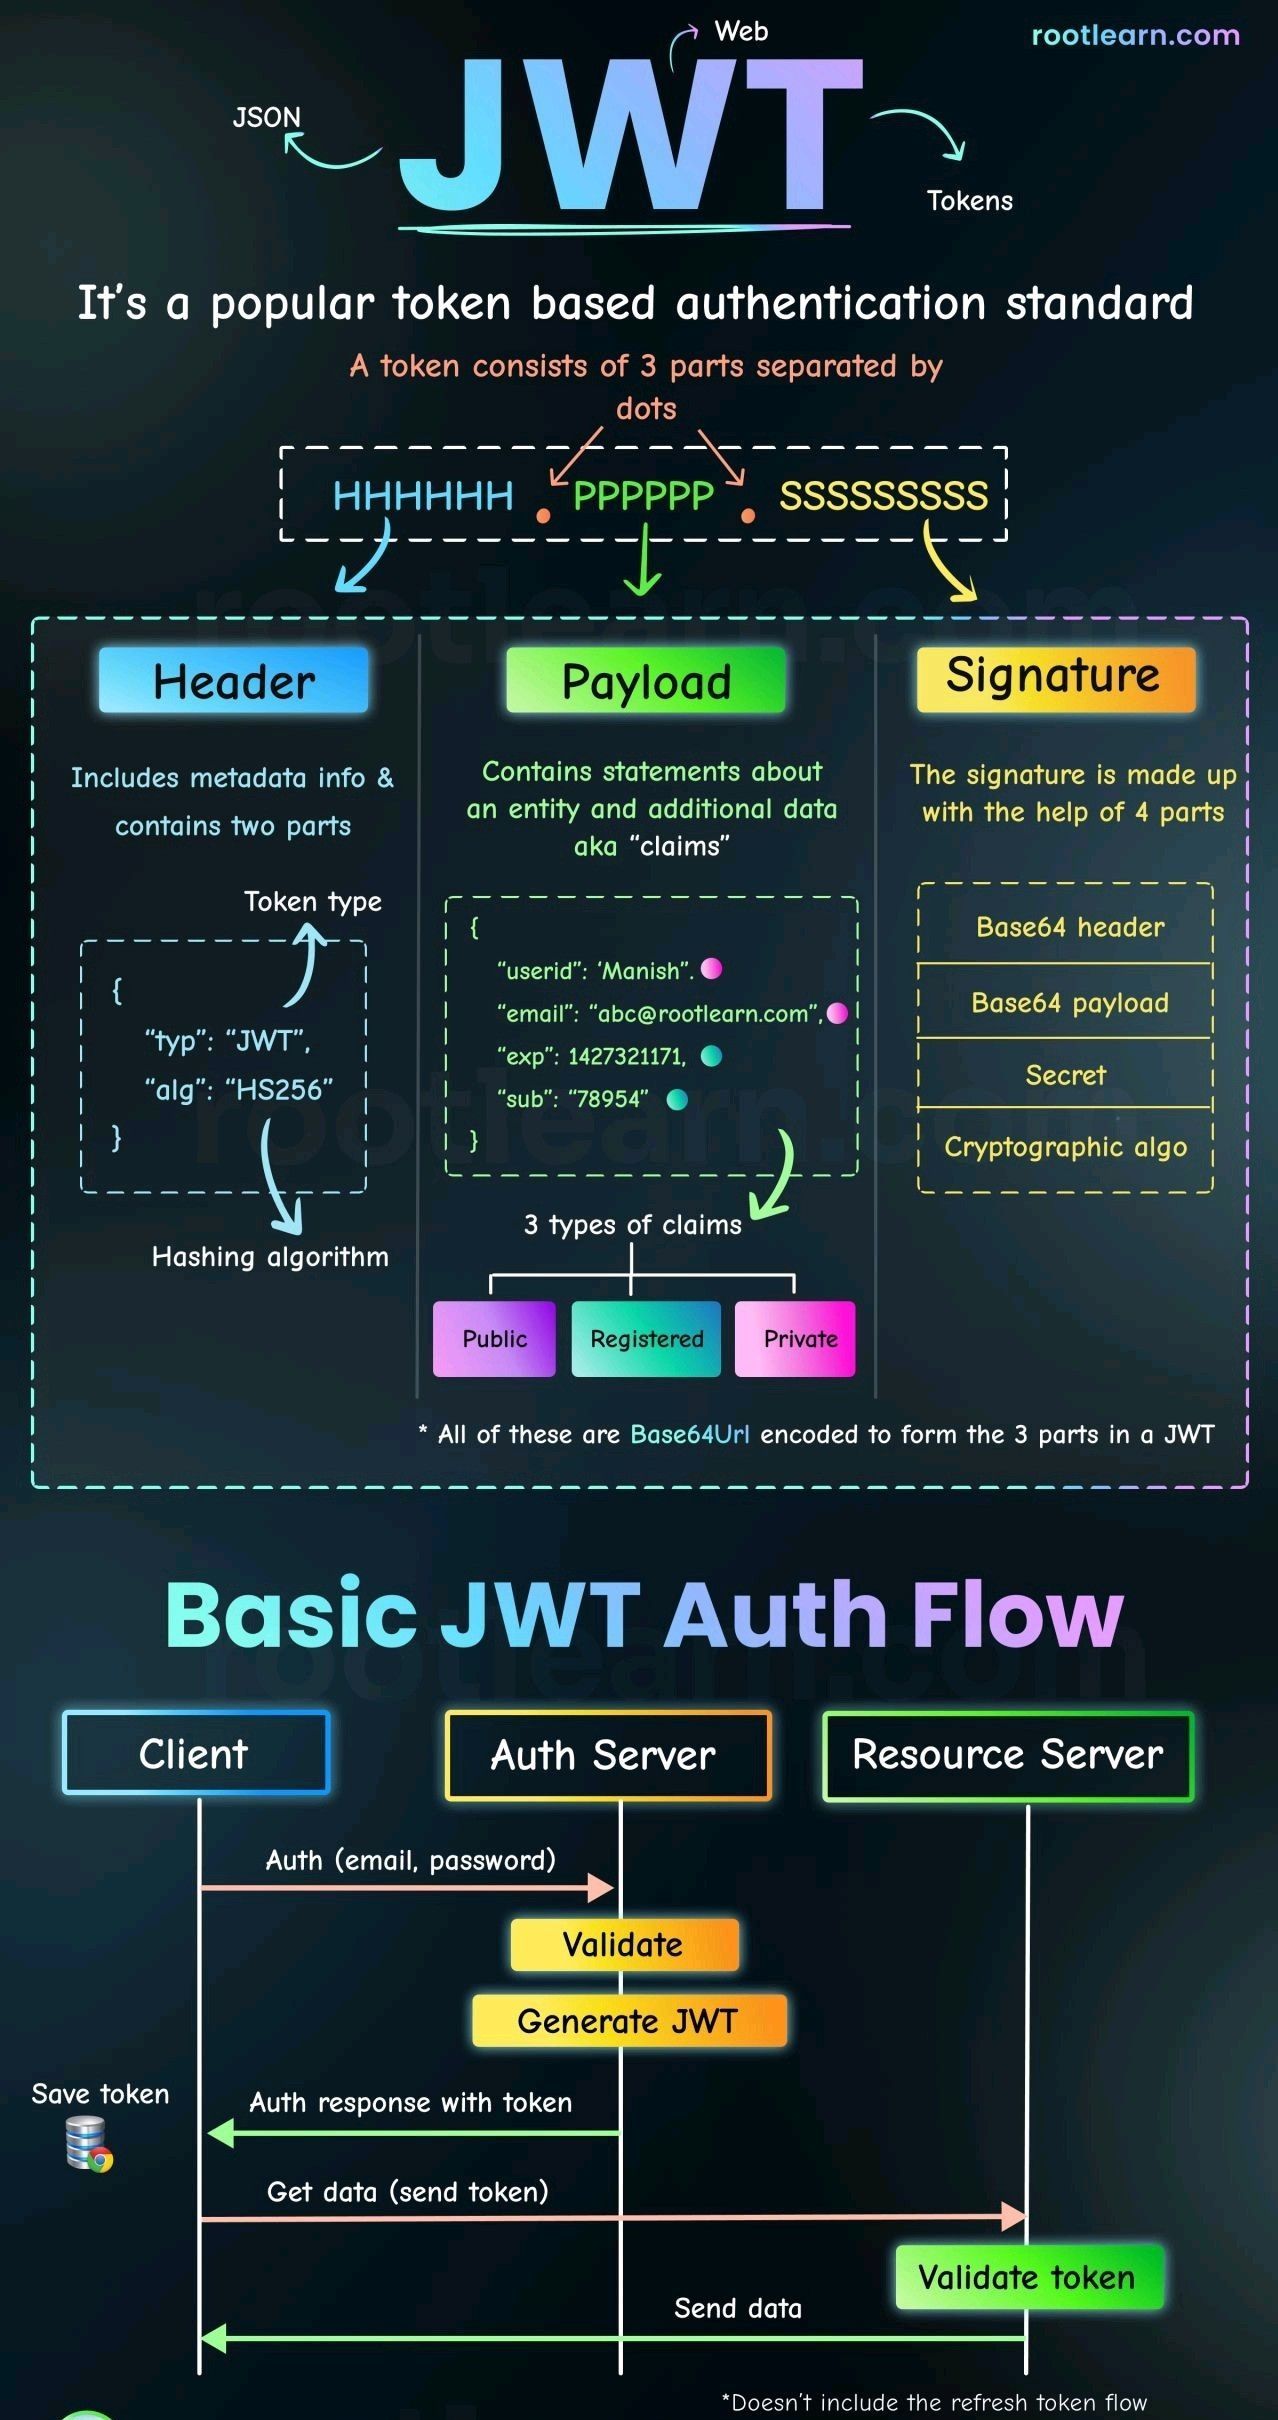 Web
rootlearn.com
JWT
JSON
Tokens
It's a popular token based authentication standard
A token consists of 3 parts separated by
dots
HHHHHH . PPPPPP . SSSSSSSSS
Header
Includes metadata info &
contains two parts
Token type
{
“typ”: “JWT”,
“alg”: “HS256”
}
Hashing algorithm
Payload
Contains statements about
an entity and additional data
aka “claims”
{
“userid”: ‘Manish”.
“email”: “abc@rootlearn.com”,
“exp”: 1427321171,
“sub”: “78954”
}
3 types of claims
Public
Registered
Private
Signature
The signature is made up
with the help of 4 parts
Base64 header
Base64 payload
Secret
Cryptographic algo
* All of these are Base64Url encoded to form the 3 parts in a JWT
rootlearn.com
rootlearn.com
Basic JWT Auth Flow
rootlearn.com
Client
Auth Server
Resource Server
Auth (email, password)
Validate
Generate JWT
Save token
Auth response with token
Get data (send token)
Validate token
Send data
*Doesn't include the refresh token flow